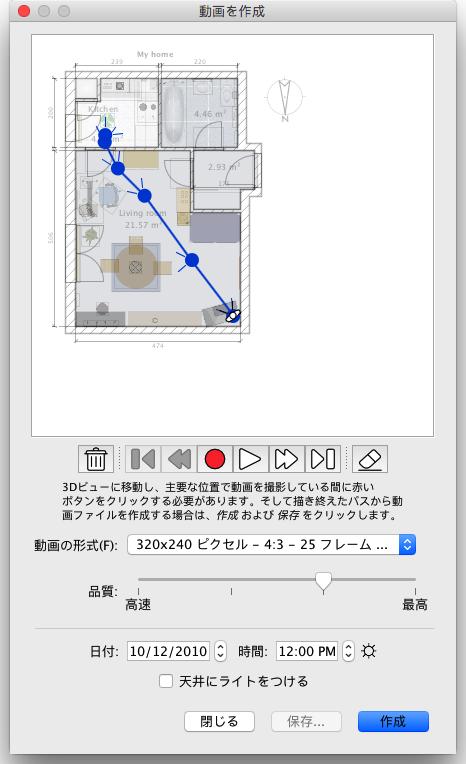 動画を作成
My home
239
220
200
Kitchen
4.46 m²
2.93 m²
175
Living room
21.57 m²
506
474
N
3Dビューに移動し、主要な位置で動画を撮影している間に赤い
ボタンをクリックする必要があります。そして描き終えたパスから動
画ファイルを作成する場合は、作成 および 保存 をクリックします。
動画の形式(F): 320x240 ピクセル – 4:3 – 25 フレーム ...
品質:
高速 最高
日付: 10/12/2010 時間: 12:00 PM
天井にライトをつける
閉じる 保存... 作成